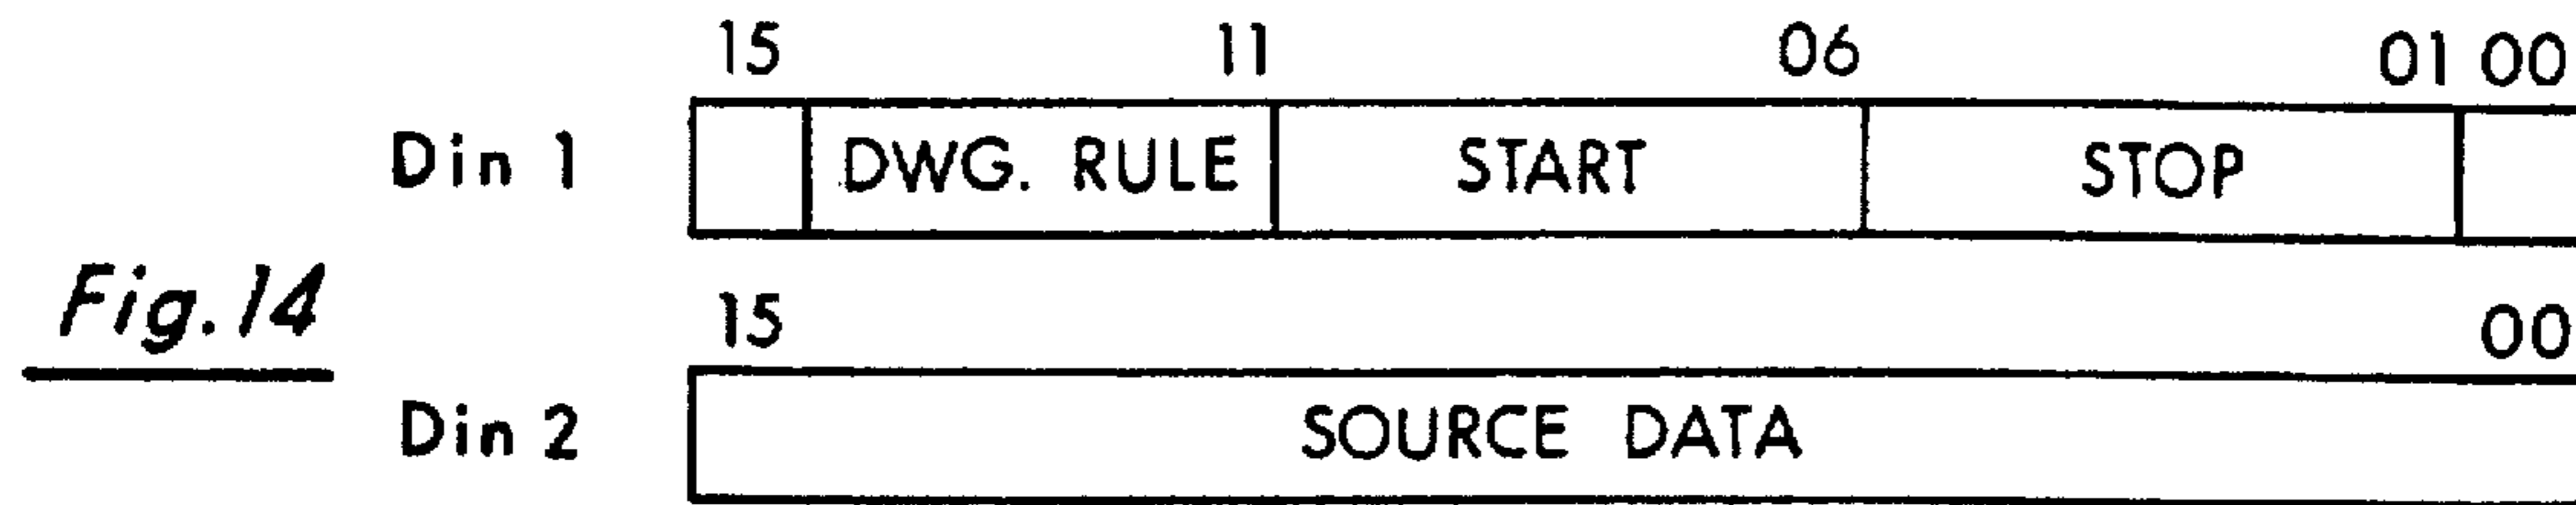 15 11 06 01 00
Din 1 DWG. RULE START STOP
Fig. 14
15 00
Din 2 SOURCE DATA